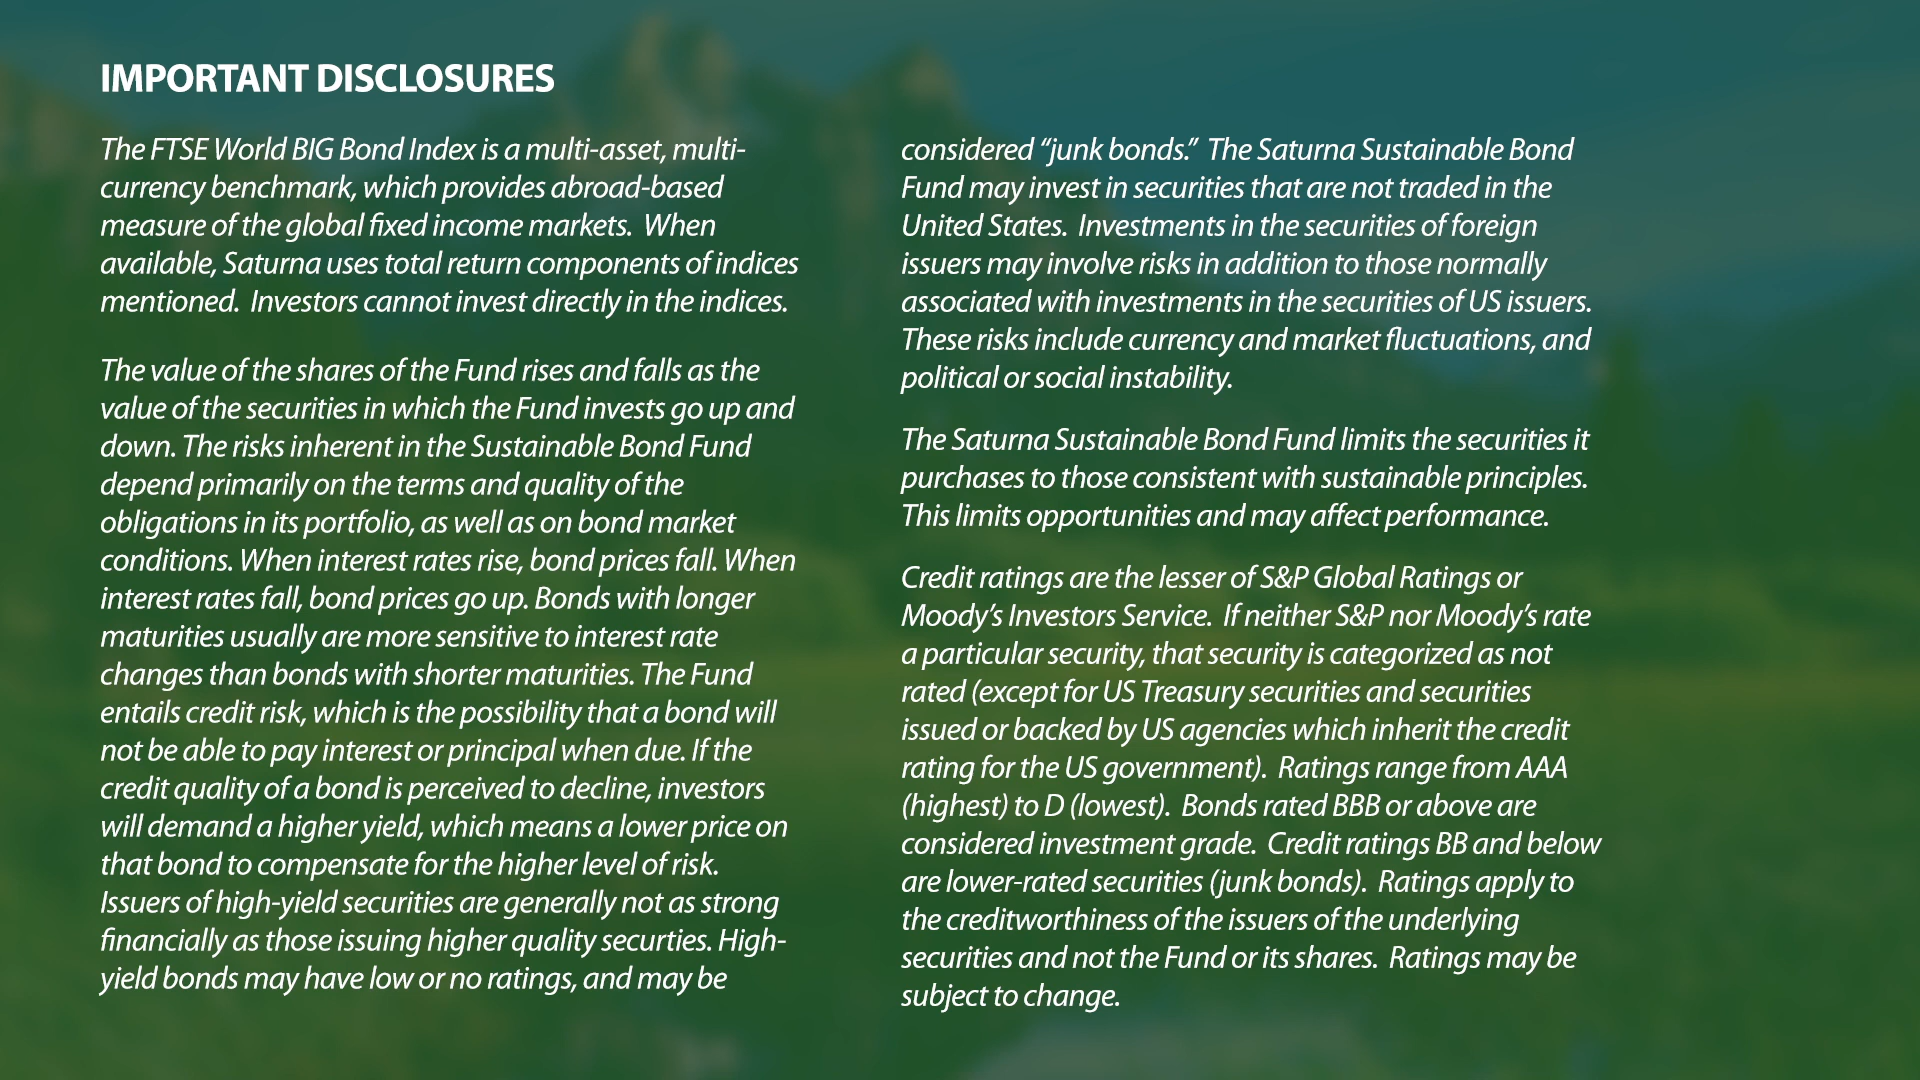 IMPORTANT DISCLOSURES
The FTSE World BIG Bond Index is a multi-asset, multi-
currency benchmark, which provides abroad-based
measure of the global fixed income markets.  When
available, Saturna uses total return components of indices
mentioned.  Investors cannot invest directly in the indices.
The value of the shares of the Fund rises and falls as the
value of the securities in which the Fund invests go up and
down. The risks inherent in the Sustainable Bond Fund
depend primarily on the terms and quality of the
obligations in its portfolio, as well as on bond market
conditions. When interest rates rise, bond prices fall. When
interest rates fall, bond prices go up. Bonds with longer
maturities usually are more sensitive to interest rate
changes than bonds with shorter maturities. The Fund
entails credit risk, which is the possibility that a bond will
not be able to pay interest or principal when due. If the
credit quality of a bond is perceived to decline, investors
will demand a higher yield, which means a lower price on
that bond to compensate for the higher level of risk.
Issuers of high-yield securities are generally not as strong
financially as those issuing higher quality securties. High-
yield bonds may have low or no ratings, and may be
considered “junk bonds.”  The Saturna Sustainable Bond
Fund may invest in securities that are not traded in the
United States.  Investments in the securities of foreign
issuers may involve risks in addition to those normally
associated with investments in the securities of US issuers.
These risks include currency and market fluctuations, and
political or social instability.
The Saturna Sustainable Bond Fund limits the securities it
purchases to those consistent with sustainable principles.
This limits opportunities and may affect performance.
Credit ratings are the lesser of S&P Global Ratings or
Moody’s Investors Service.  If neither S&P nor Moody’s rate
a particular security, that security is categorized as not
rated (except for US Treasury securities and securities
issued or backed by US agencies which inherit the credit
rating for the US government).  Ratings range from AAA
(highest) to D (lowest).  Bonds rated BBB or above are
considered investment grade.  Credit ratings BB and below
are lower-rated securities (junk bonds).  Ratings apply to
the creditworthiness of the issuers of the underlying
securities and not the Fund or its shares.  Ratings may be
subject to change.